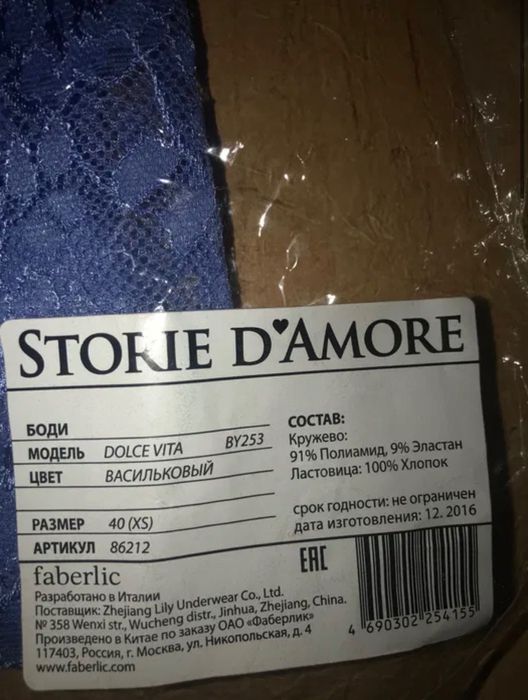 STORIE D'AMORE
БОДИ
МОДЕЛЬ DOLCE VITA BY253
ЦВЕТ ВАСИЛЬКОВЫЙ
РАЗМЕР 40 (XS)
АРТИКУЛ 86212
СОСТАВ:
Кружево:
91% Полиамид, 9% Эластан
Ластовица: 100% Хлопок
срок годности: не ограничен
дата изготовления: 12. 2016
EAC
faberlic
Разработано в Италии
Поставщик: Zhejiang Lily Underwear Co., Ltd.
№ 358 Wenxi str., Wucheng distr., Jinhua, Zhejiang, China.
Произведено в Китае по заказу ОАО «Фаберлик»
117403, Россия, г. Москва, ул. Никопольская, д. 4
www.faberlic.com
4 690302 254155